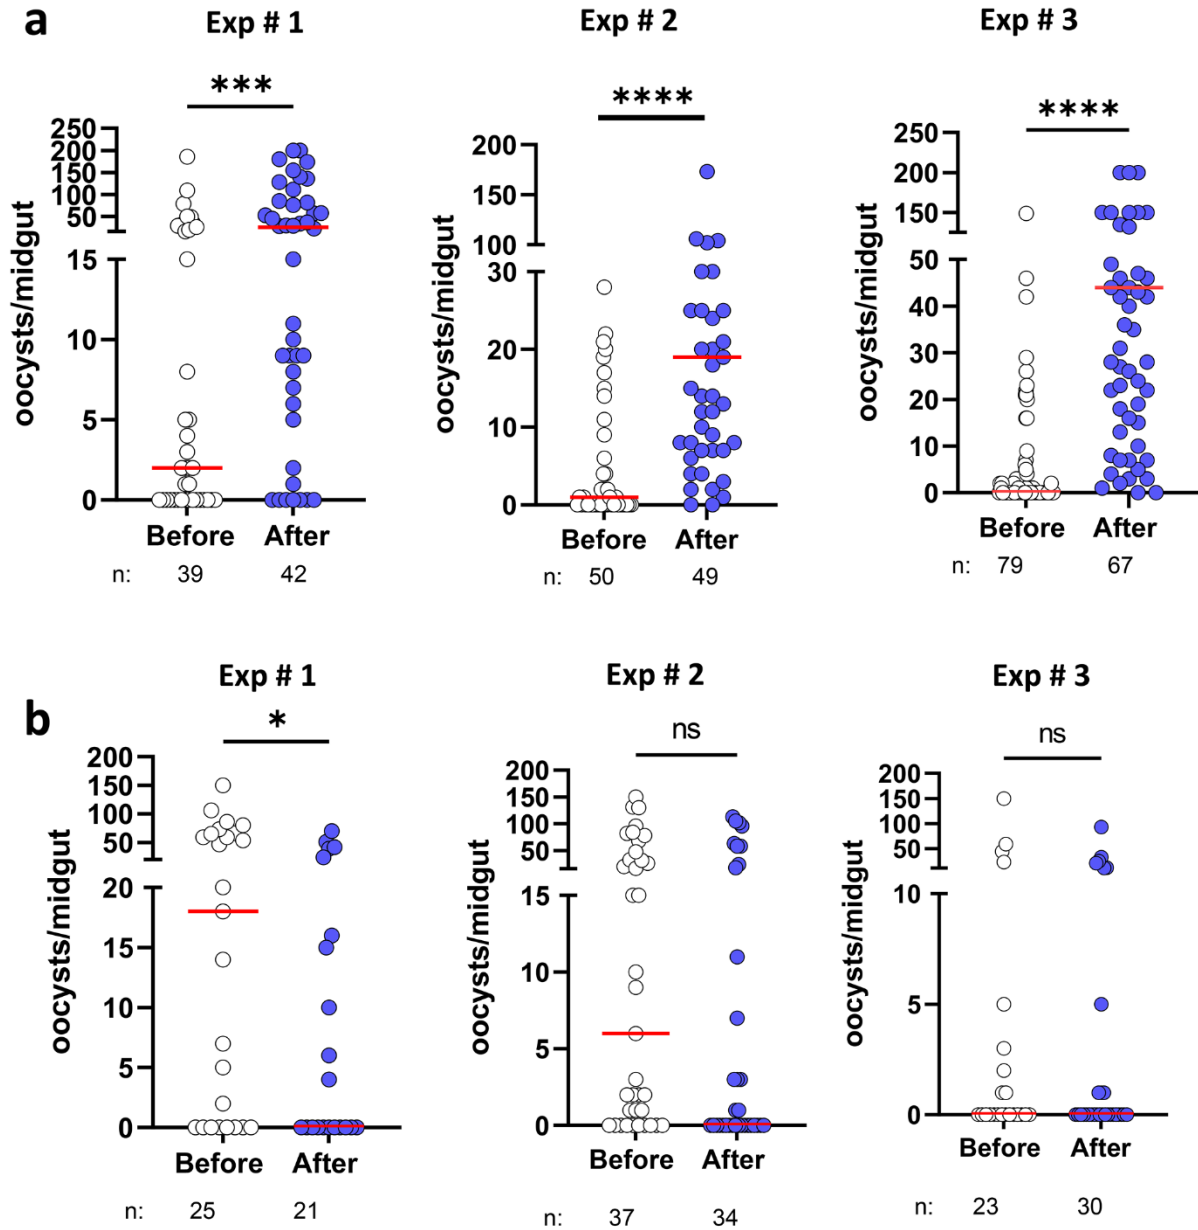 a
Exp # 1
Exp # 2
Exp # 3
***
****
****
oocysts/midgut
250
200
150
100
50
15
10
5
0
Before
After
n:
39
42
oocysts/midgut
200
150
100
30
20
10
0
Before
After
n:
50
49
oocysts/midgut
250
200
150
50
40
30
20
10
0
Before
After
n:
79
67
b
Exp # 1
Exp # 2
Exp # 3
*
ns
ns
oocysts/midgut
200
150
100
50
20
15
10
5
0
Before
After
n:
25
21
oocysts/midgut
200
150
100
50
15
10
5
0
Before
After
n:
37
34
oocysts/midgut
200
150
100
50
10
5
0
Before
After
n:
23
30